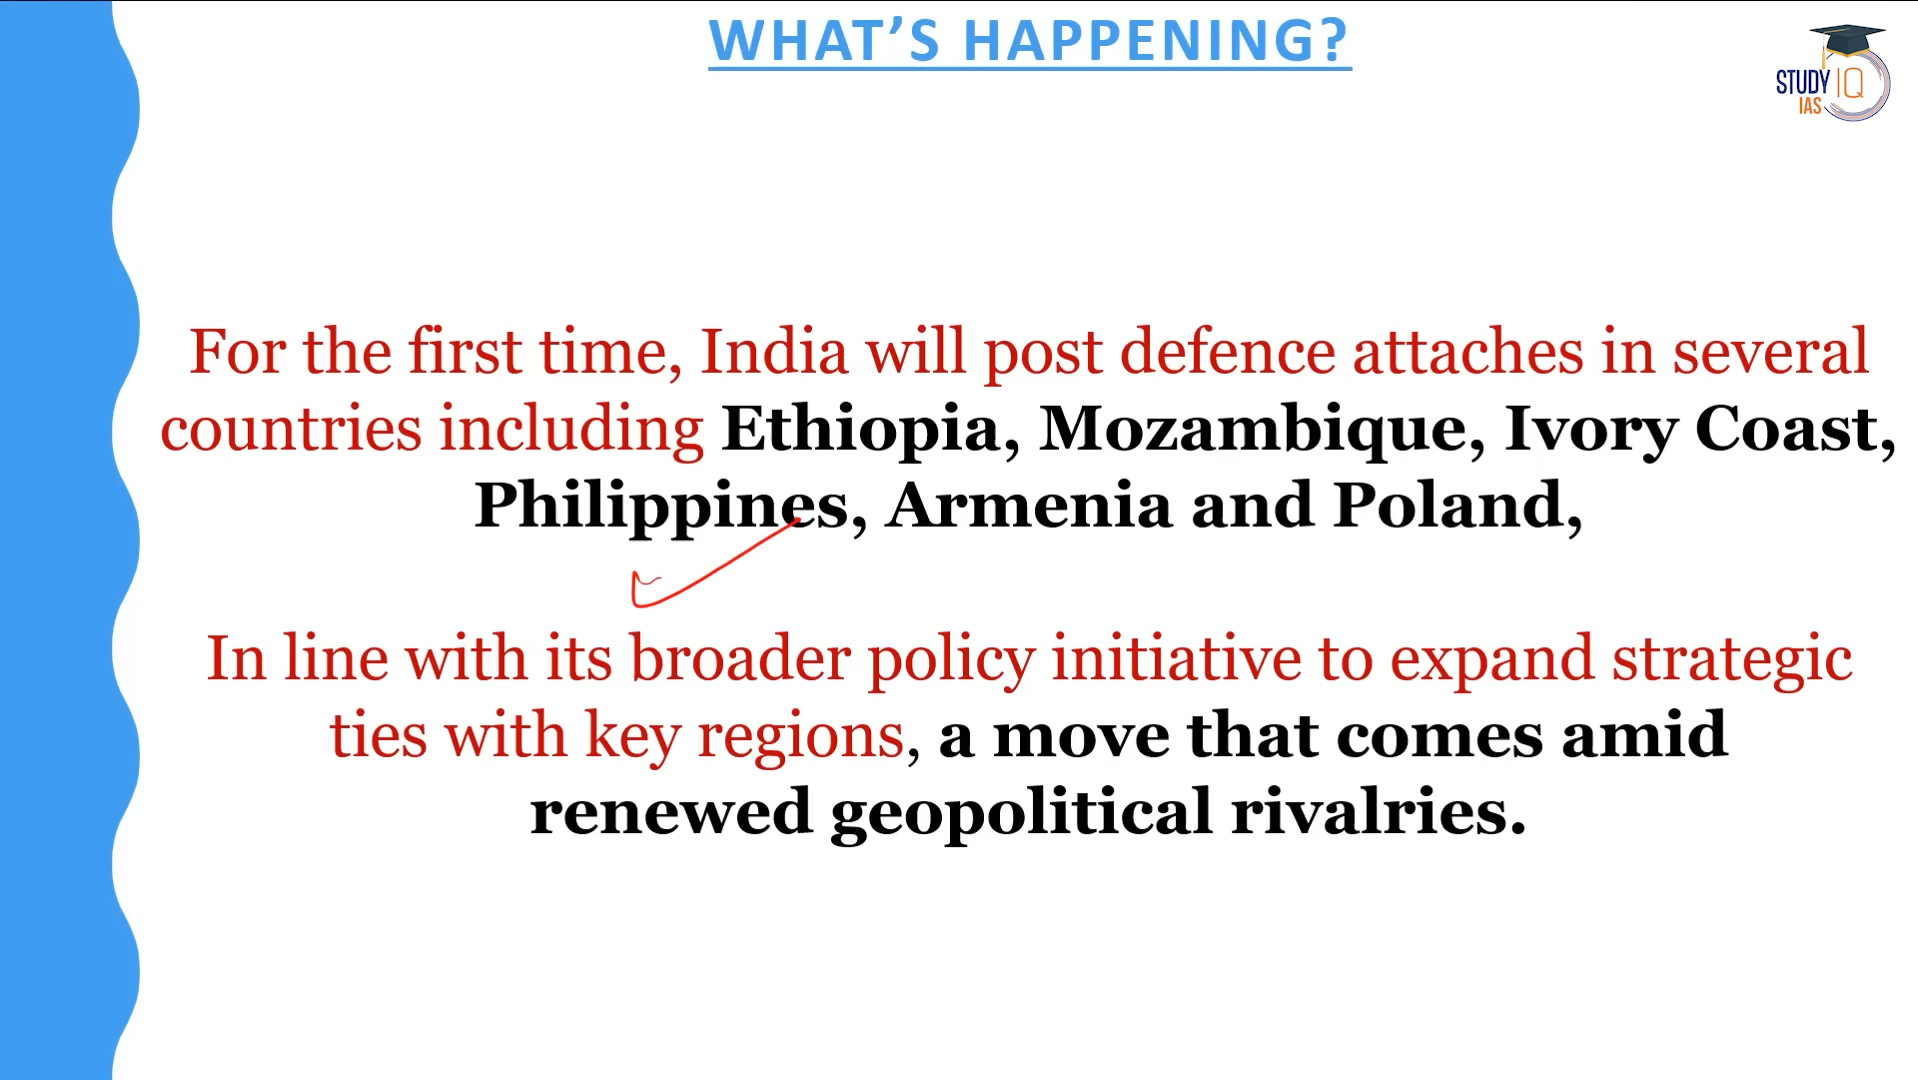 WHAT’S HAPPENING?
STUDY IQ
IAS
For the first time, India will post defence attaches in several
countries including Ethiopia, Mozambique, Ivory Coast,
Philippines, Armenia and Poland,
In line with its broader policy initiative to expand strategic
ties with key regions, a move that comes amid
renewed geopolitical rivalries.